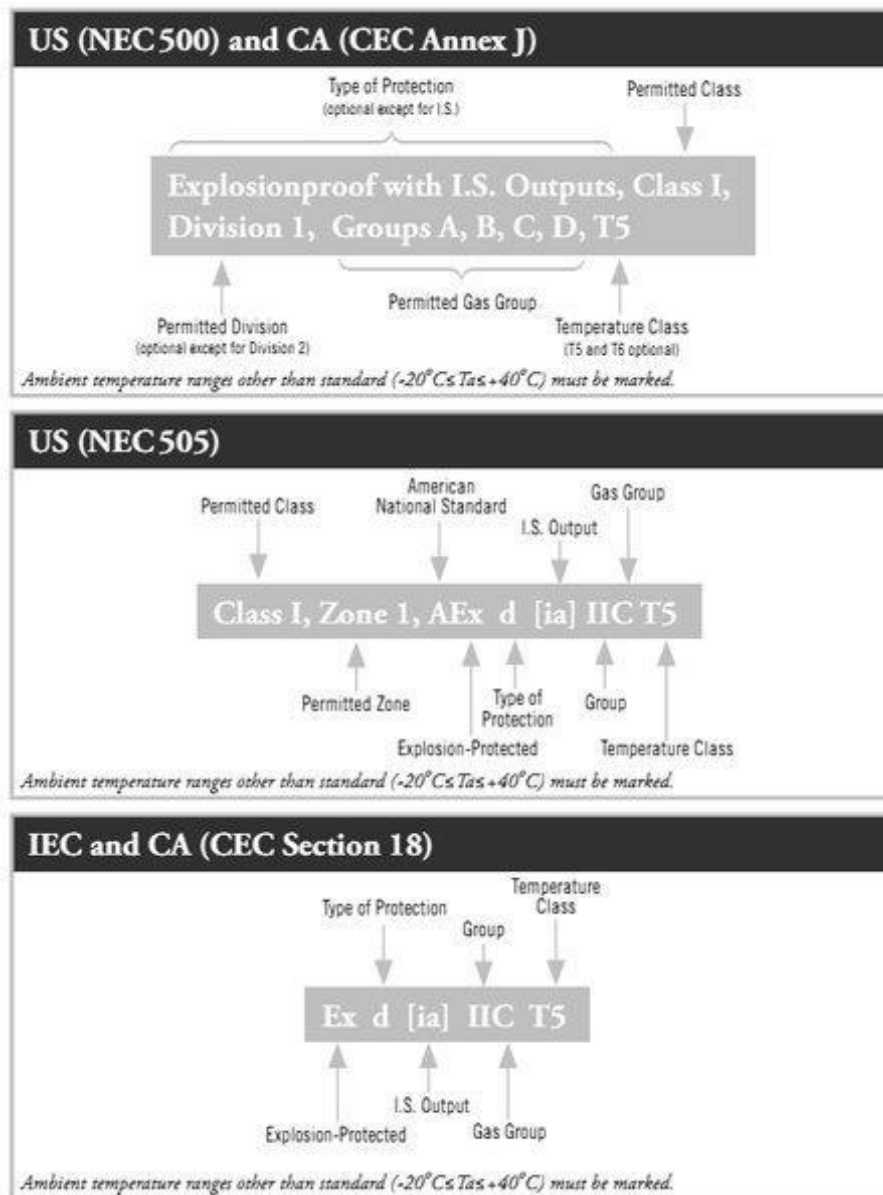 US (NEC 500) and CA (CEC Annex J)
Type of Protection
(optional except for I.S.)
Permitted Class
Explosionproof with I.S. Outputs, Class I,
Division 1, Groups A, B, C, D, T5
Permitted Gas Group
Permitted Division
(optional except for Division 2)
Temperature Class
(T5 and T6 optional)
Ambient temperature ranges other than standard (-20°C≤Ta≤+40°C) must be marked.
US (NEC 505)
Permitted Class
American
National Standard
Gas Group
I.S. Output
Class I, Zone 1, AEx d [ia] IIC T5
Permitted Zone
Type of
Protection
Group
Explosion-Protected
Temperature Class
Ambient temperature ranges other than standard (-20°C≤Ta≤+40°C) must be marked.
IEC and CA (CEC Section 18)
Temperature
Class
Type of Protection
Group
Ex d [ia] IIC T5
I.S. Output
Explosion-Protected
Gas Group
Ambient temperature ranges other than standard (-20°C≤Ta≤+40°C) must be marked.